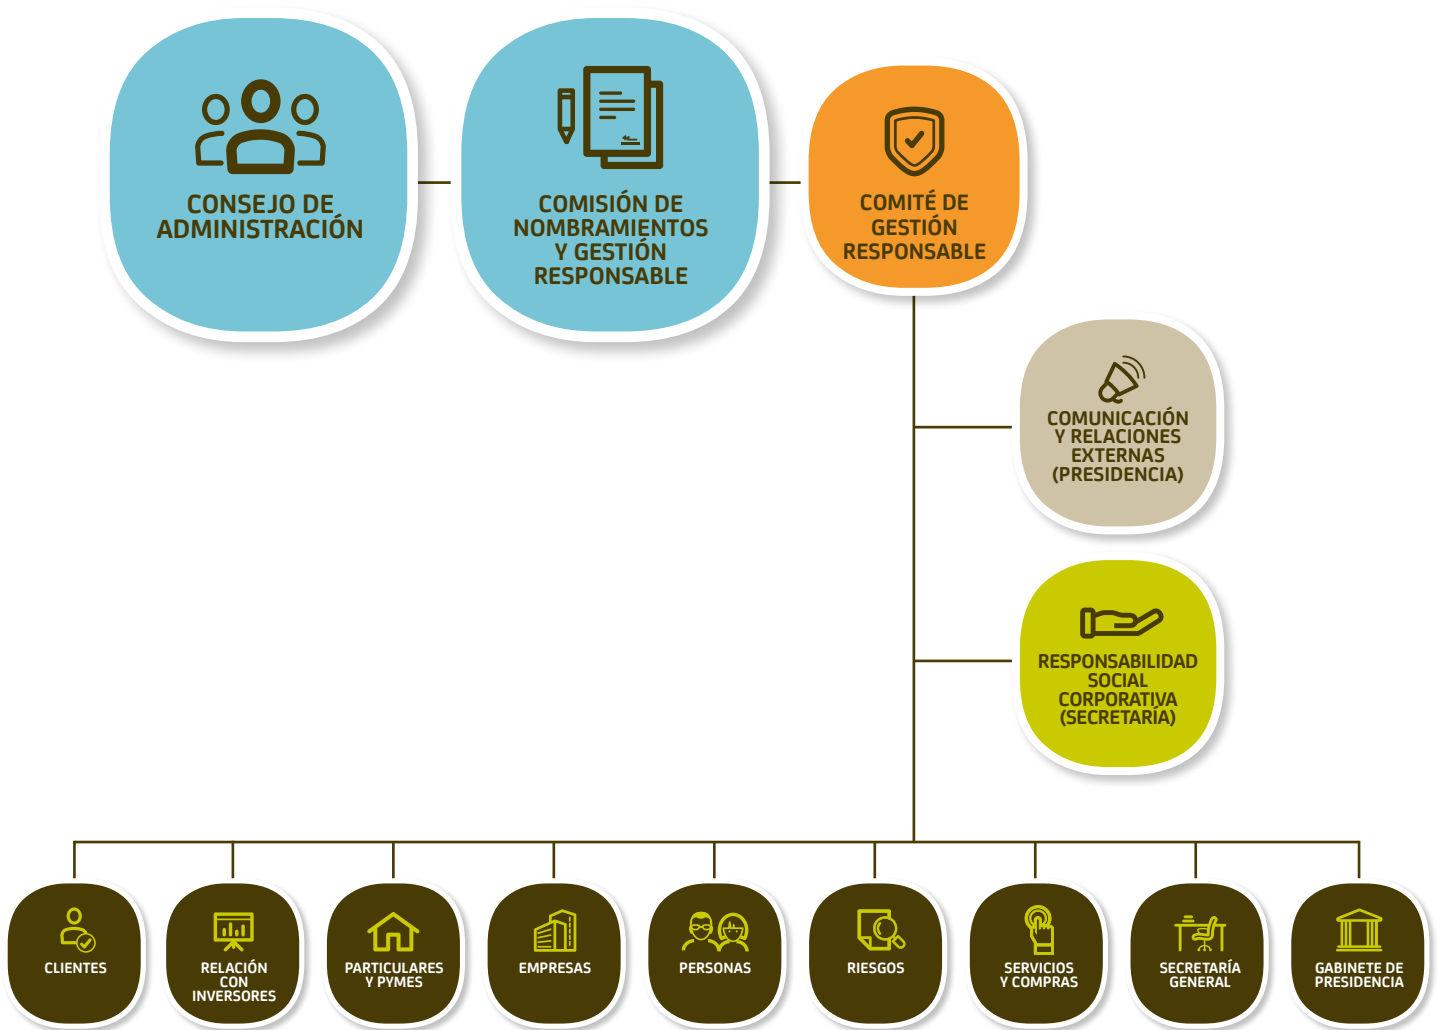 CONSEJO DE
ADMINISTRACIÓN
COMISIÓN DE
NOMBRAMIENTOS
Y GESTIÓN
RESPONSABLE
COMITÉ DE
GESTIÓN
RESPONSABLE
COMUNICACIÓN
Y RELACIONES
EXTERNAS
(PRESIDENCIA)
RESPONSABILIDAD
SOCIAL
CORPORATIVA
(SECRETARÍA)
CLIENTES
RELACIÓN
CON
INVERSORES
PARTICULARES
Y PYMES
EMPRESAS
PERSONAS
RIESGOS
SERVICIOS
Y COMPRAS
SECRETARÍA
GENERAL
GABINETE DE
PRESIDENCIA